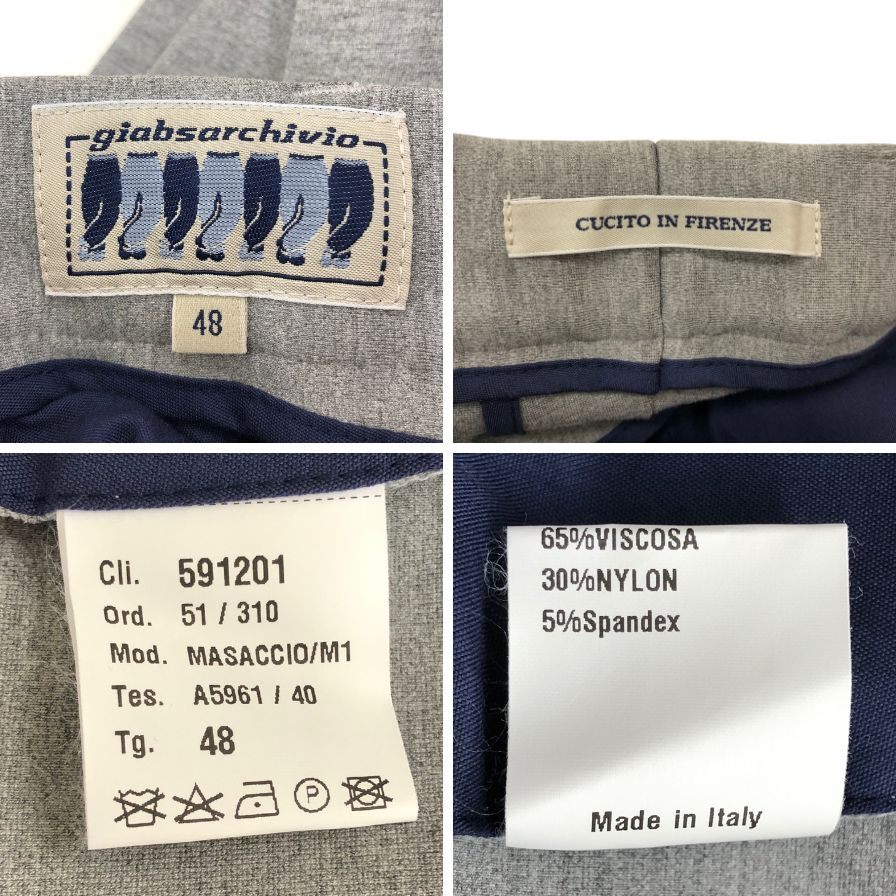 giabsarchivio
48
CUCITO IN FIRENZE
Cli. 591201
Ord. 51 / 310
Mod. MASACCIO/M1
Tes. A5961 / 40
Tg. 48
P
65%VISCOSA
30%NYLON
5%Spandex
Made in Italy